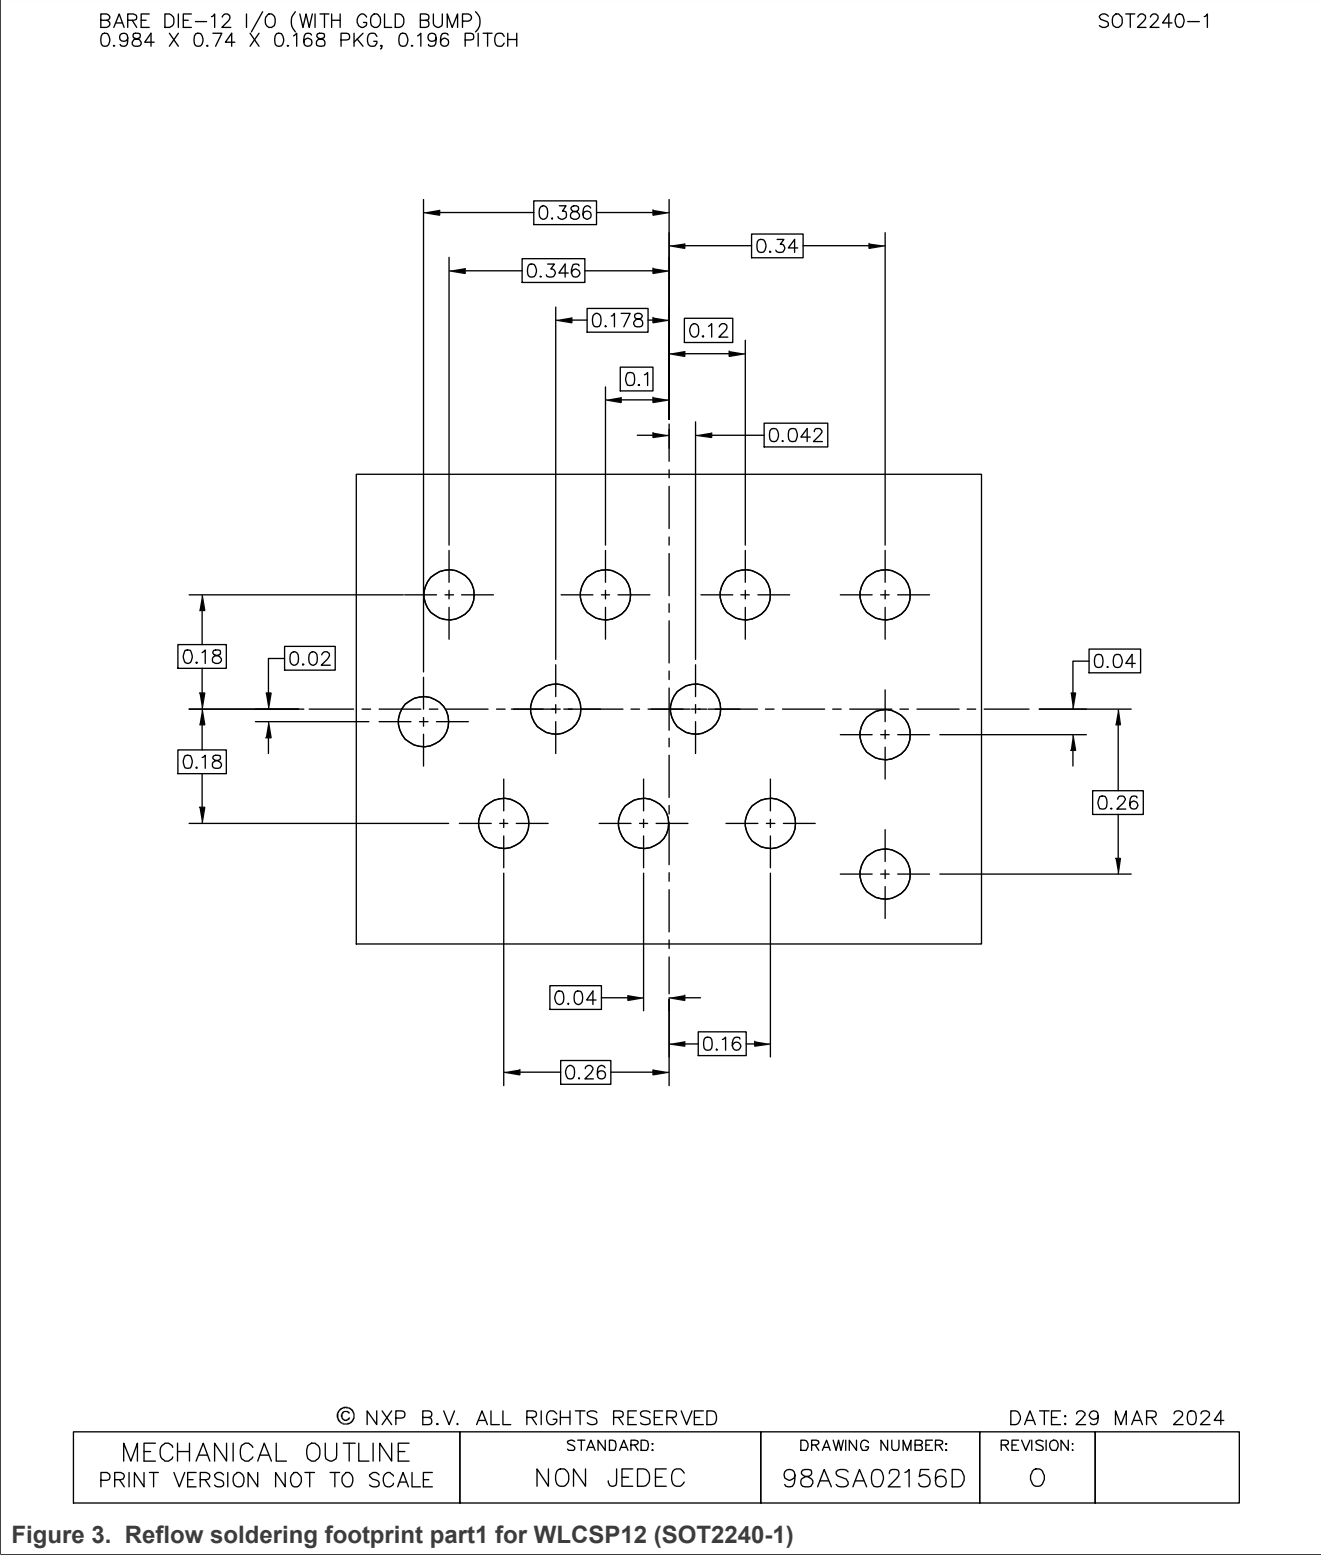 BARE DIE-12 I/O (WITH GOLD BUMP)
0.984 X 0.74 X 0.168 PKG, 0.196 PITCH
SOT2240-1
0.386
0.34
0.346
0.178
0.12
0.1
0.042
0.18
0.02
0.04
0.18
0.26
0.04
0.16
0.26
© NXP B.V. ALL RIGHTS RESERVED
DATE: 29 MAR 2024
MECHANICAL OUTLINE
PRINT VERSION NOT TO SCALE
STANDARD:
NON JEDEC
DRAWING NUMBER:
98ASA02156D
REVISION:
O
Figure 3. Reflow soldering footprint part1 for WLCSP12 (SOT2240-1)